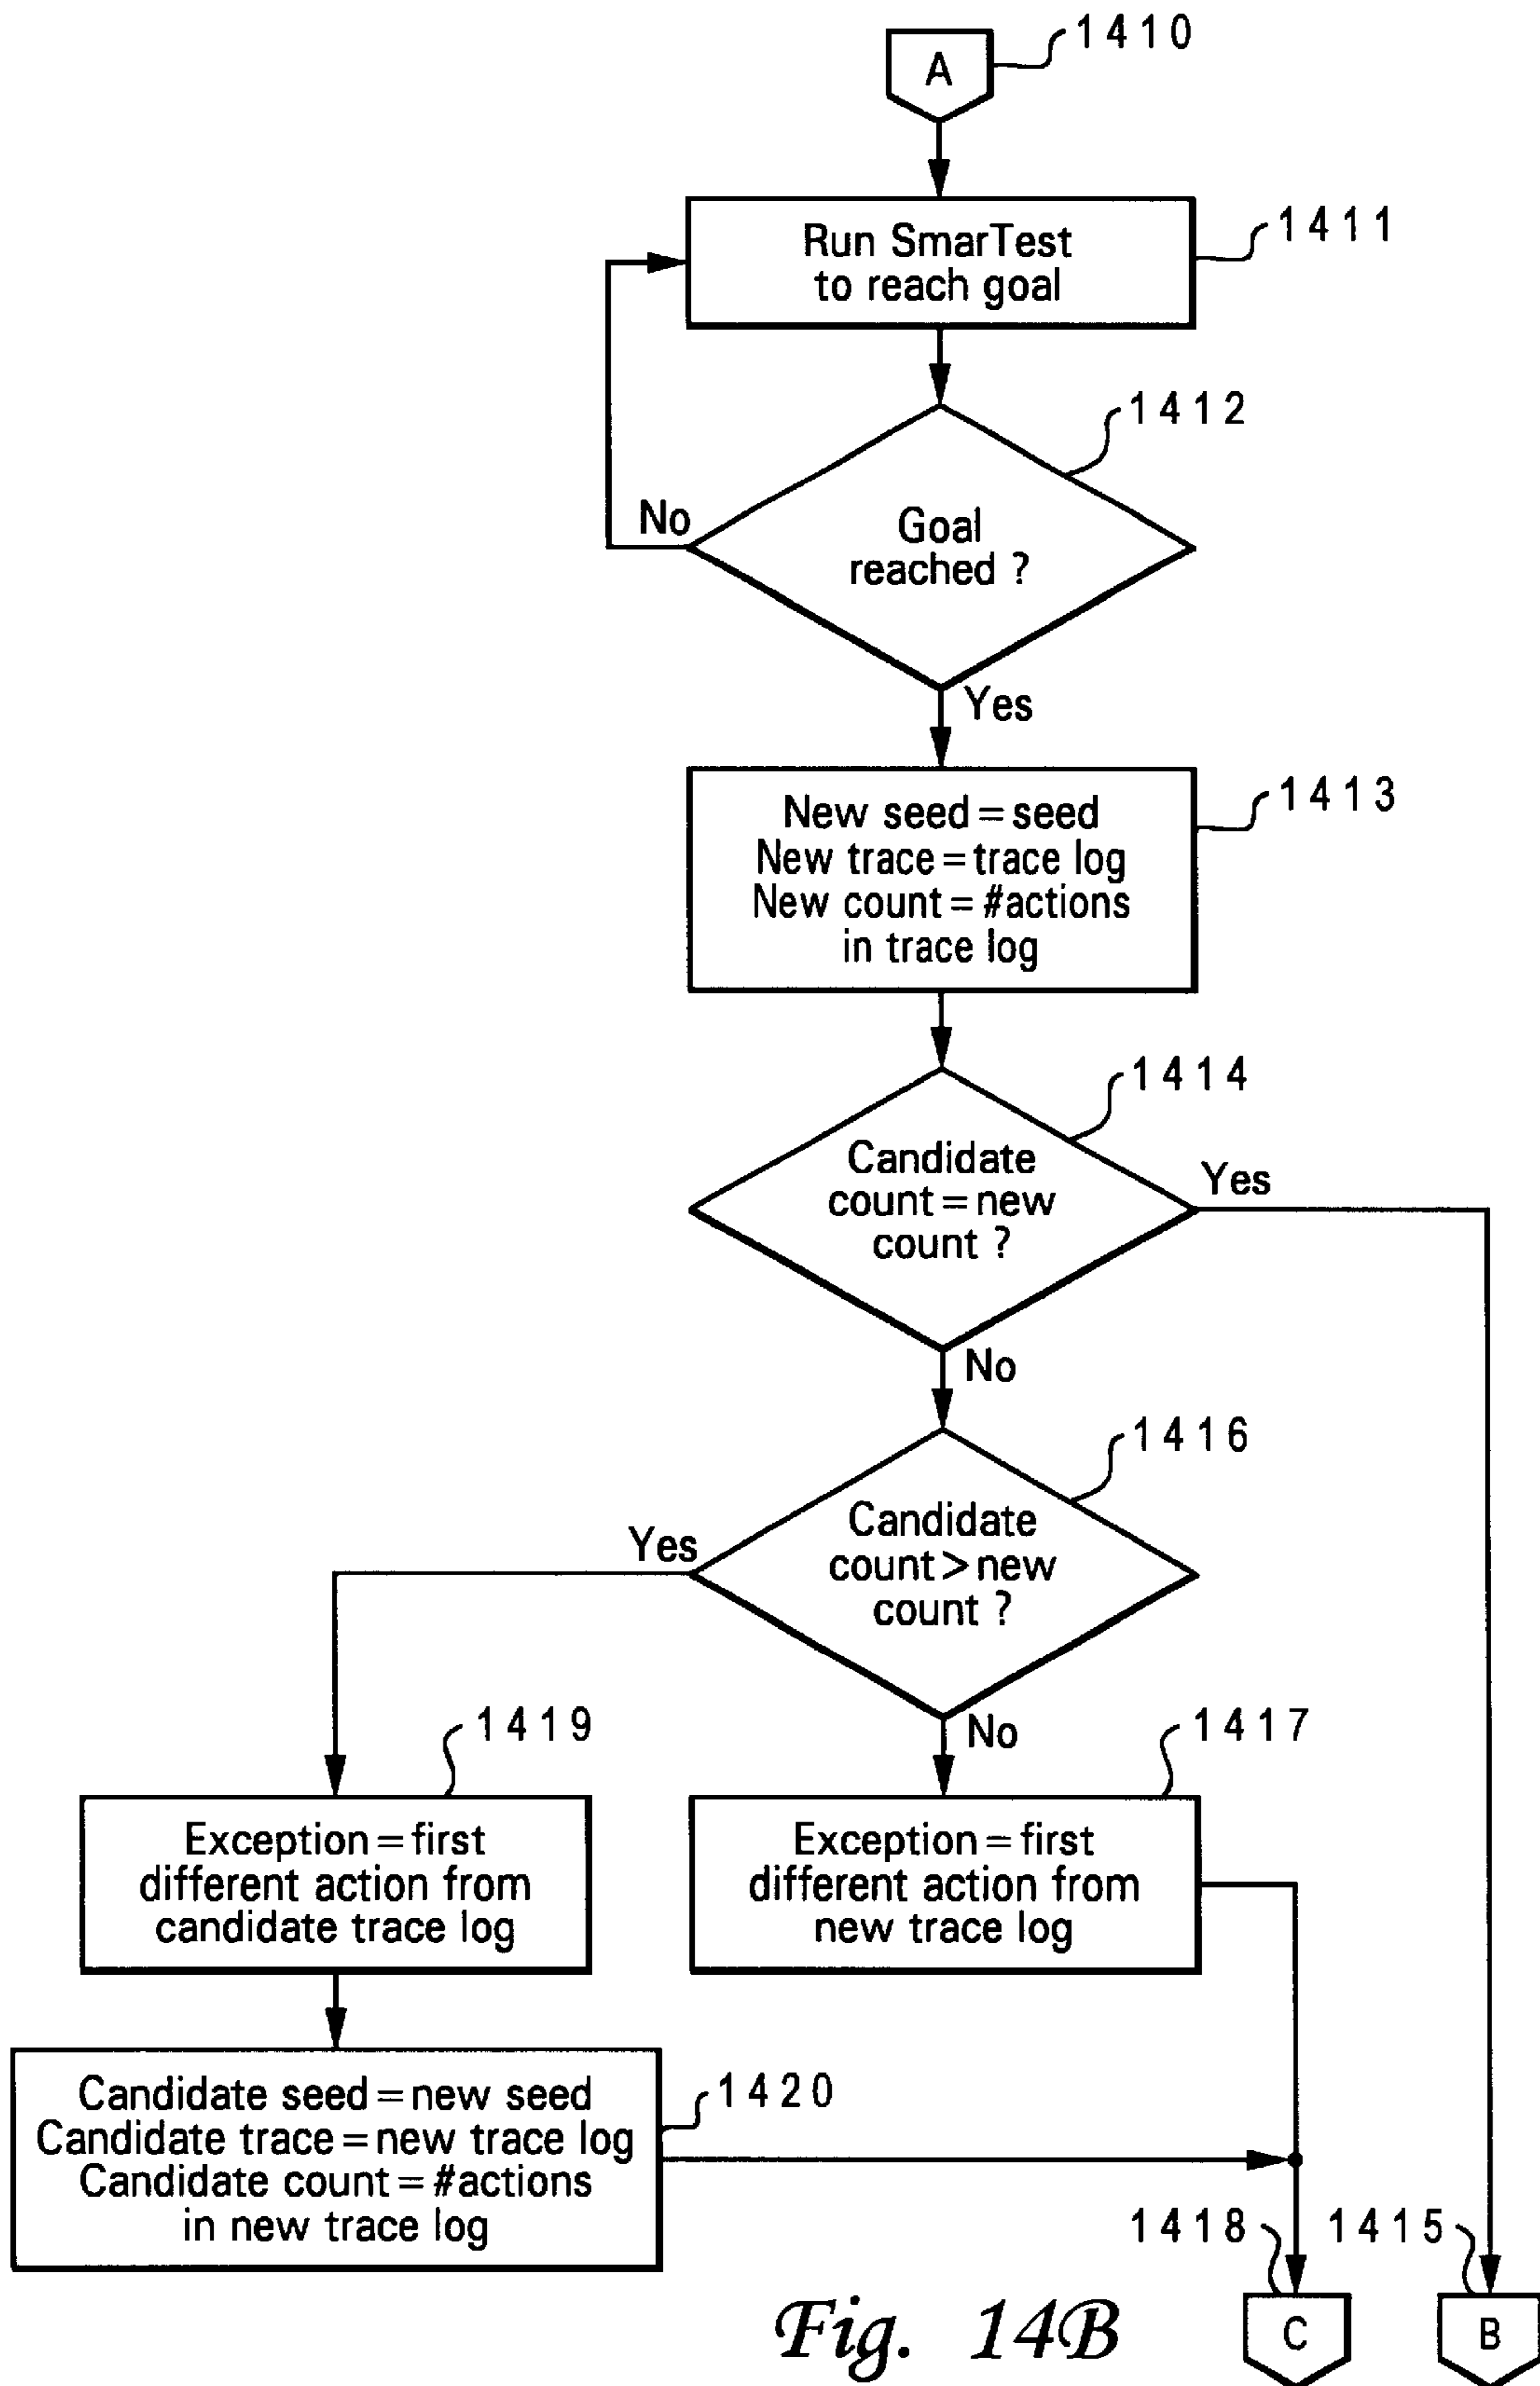 A
1410
Run SmarTest
to reach goal
1411
1412
Goal
reached ?
No
Yes
New seed = seed
New trace = trace log
New count = #actions
in trace log
1413
1414
Candidate
count = new
count ?
Yes
No
1416
Candidate
count > new
count ?
Yes
No
1419
Exception = first
different action from
candidate trace log
1417
Exception = first
different action from
new trace log
Candidate seed = new seed
Candidate trace = new trace log
Candidate count = #actions
in new trace log
1420
1418
1415
C
B
Fig. 14B